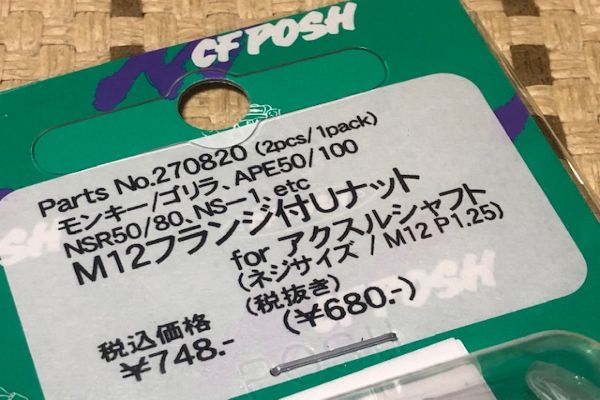 CF POSH
Parts No.270820 (2pcs/1pack)
モンキー/ゴリラ、APE50/100
NSR50/80、NS-1、etc
M12フランジ付Uナット
for アクスルシャフト
(ネジサイズ / M12 P1.25)
(税抜き)
税込価格 (¥680.-)
¥748.-
POSH